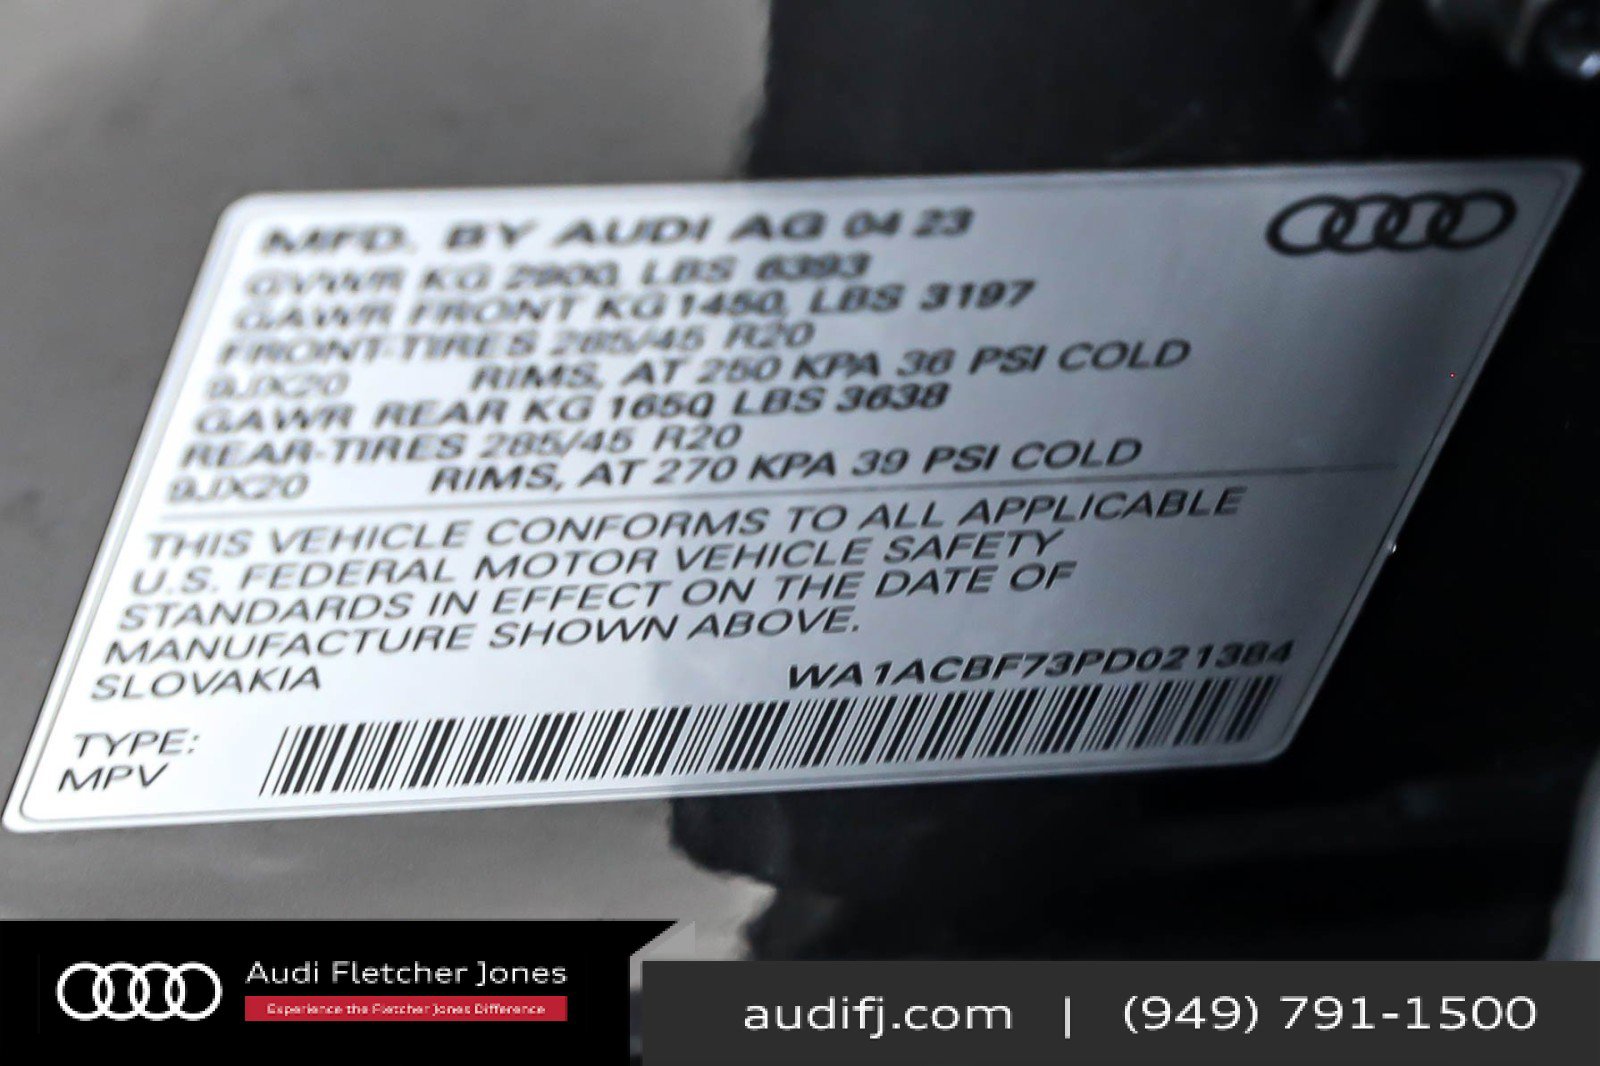 MFD. BY AUDI AG 04 23
GVWR KG 2900, LBS 6393
GAWR FRONT KG 1450, LBS 3197
FRONT-TIRES 285/45 R20
9JX20 RIMS, AT 250 KPA 36 PSI COLD
GAWR REAR KG 1650, LBS 3638
REAR-TIRES 285/45 R20
9JX20 RIMS, AT 270 KPA 39 PSI COLD
THIS VEHICLE CONFORMS TO ALL APPLICABLE
U.S. FEDERAL MOTOR VEHICLE SAFETY
STANDARDS IN EFFECT ON THE DATE OF
MANUFACTURE SHOWN ABOVE.
SLOVAKIA WA1ACBF73PD021384
TYPE:
MPV
Audi Fletcher Jones
Experience the Fletcher Jones Difference
audifj.com | (949) 791-1500